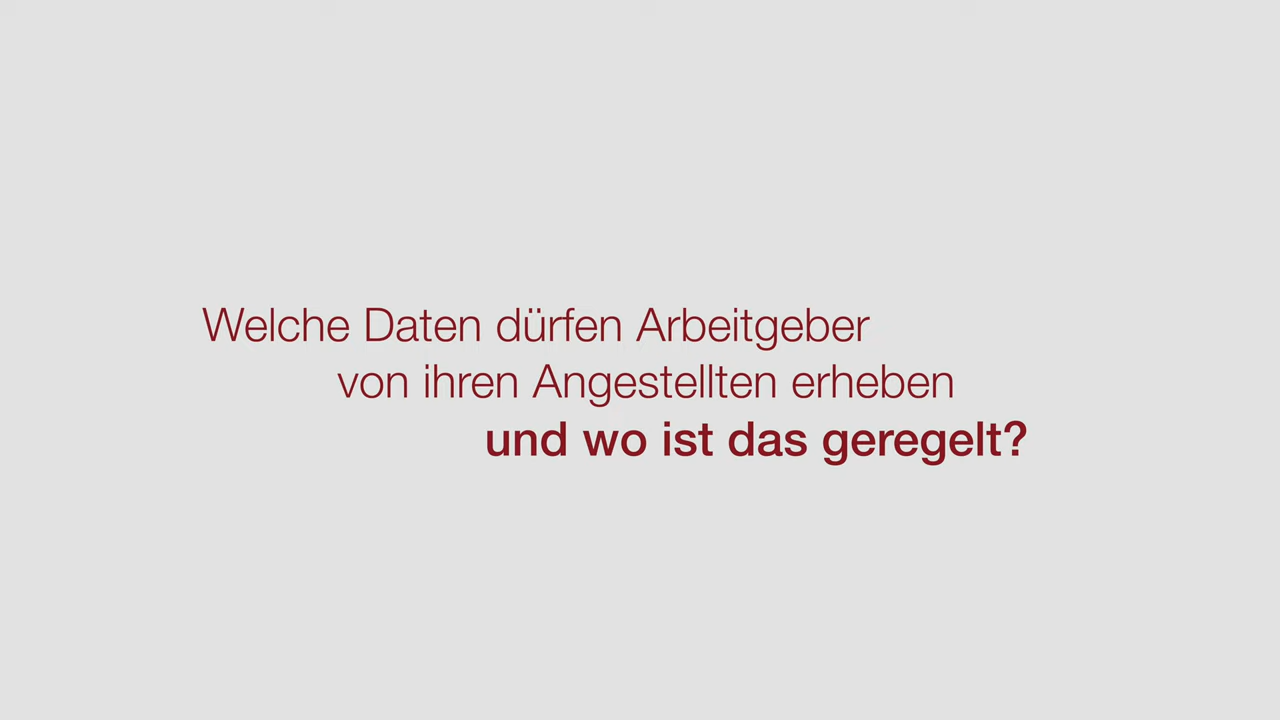 Welche Daten dürfen Arbeitgeber
von ihren Angestellten erheben
und wo ist das geregelt?